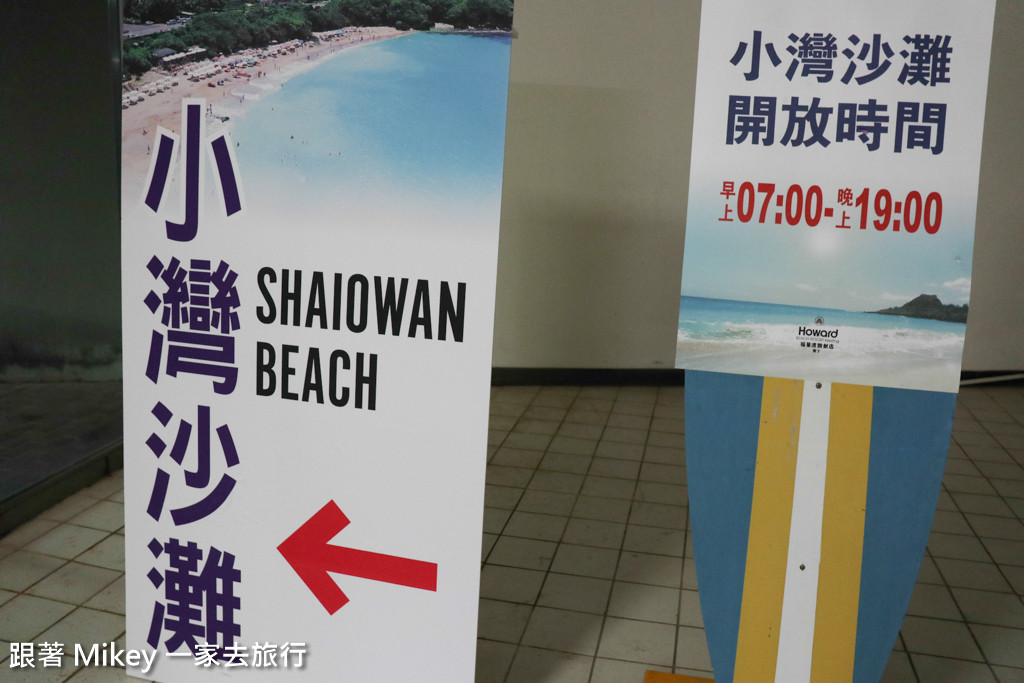 小灣沙灘
SHAIOWAN
BEACH
小灣沙灘
開放時間
早上07:00-晚上19:00
Howard
跟著 Mikey 一家去旅行